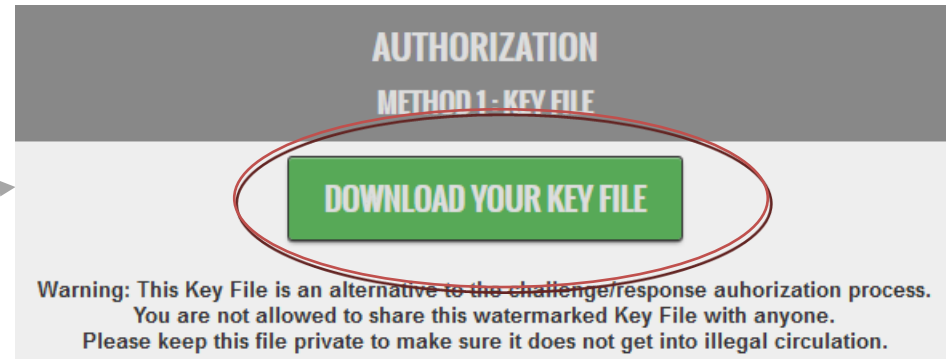 AUTHORIZATION
METHOD 1 - KEY FILE
DOWNLOAD YOUR KEY FILE
Warning: This Key File is an alternative to the challenge/response auhorization process.
You are not allowed to share this watermarked Key File with anyone.
Please keep this file private to make sure it does not get into illegal circulation.